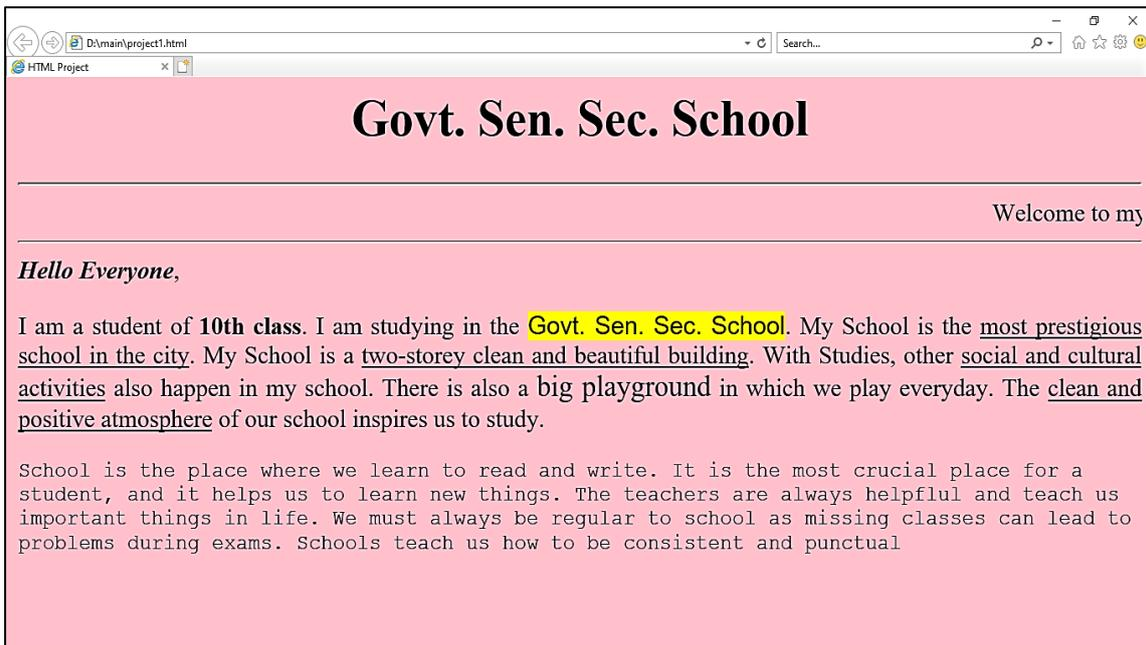 D:\main\project1.html
Search...
HTML Project
Govt. Sen. Sec. School
Welcome to my
Hello Everyone,
I am a student of 10th class. I am studying in the Govt. Sen. Sec. School. My School is the most prestigious
school in the city. My School is a two-storey clean and beautiful building. With Studies, other social and cultural
activities also happen in my school. There is also a big playground in which we play everyday. The clean and
positive atmosphere of our school inspires us to study.
School is the place where we learn to read and write. It is the most crucial place for a
student, and it helps us to learn new things. The teachers are always helpflul and teach us
important things in life. We must always be regular to school as missing classes can lead to
problems during exams. Schools teach us how to be consistent and punctual